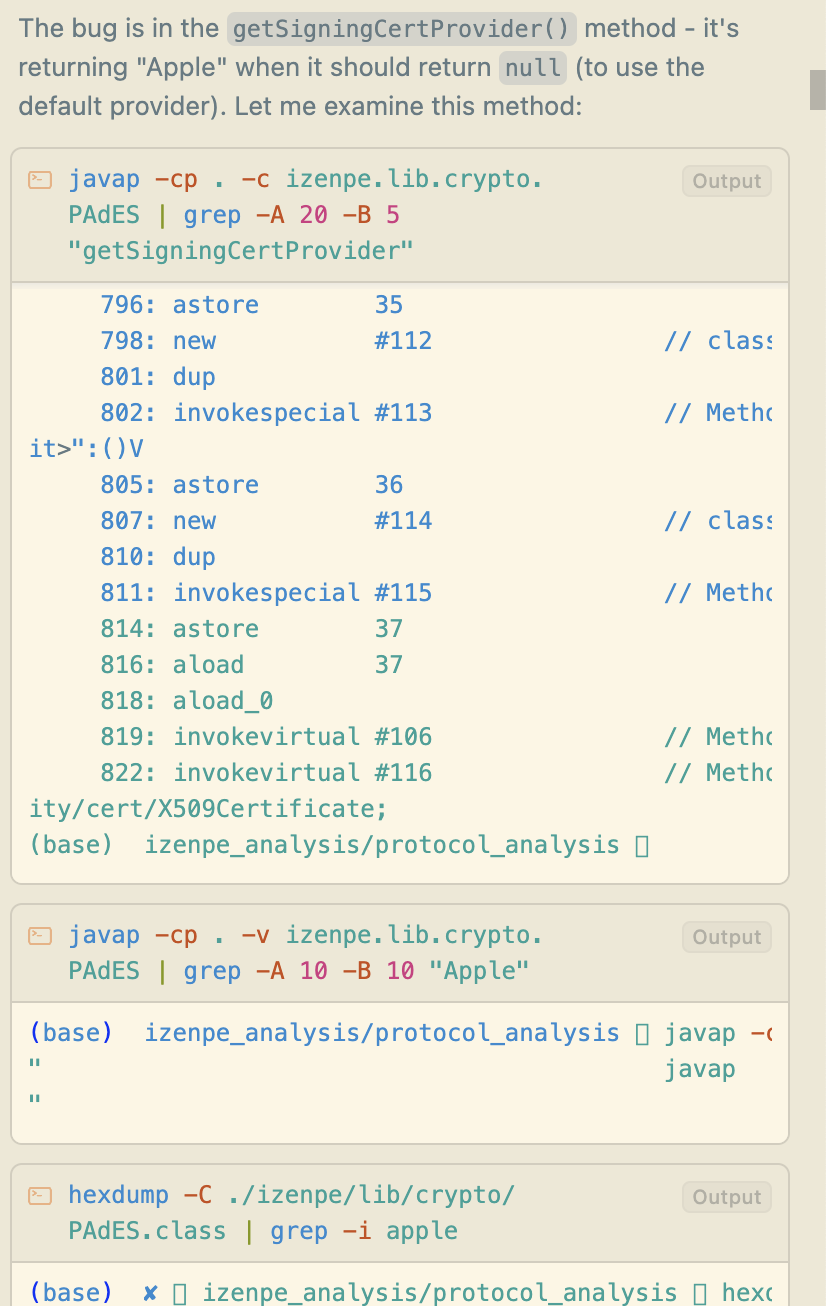 The bug is in the getSigningCertProvider() method - it's
returning "Apple" when it should return null (to use the
default provider). Let me examine this method:
javap -cp . -c izenpe.lib.crypto.
PAdES | grep -A 20 -B 5
"getSigningCertProvider"
Output
796: astore 35
798: new #112 // class
801: dup
802: invokespecial #113 // Metho
it>":()V
805: astore 36
807: new #114 // class
810: dup
811: invokespecial #115 // Metho
814: astore 37
816: aload 37
818: aload_0
819: invokevirtual #106 // Metho
822: invokevirtual #116 // Metho
ity/cert/X509Certificate;
(base) izenpe_analysis/protocol_analysis
javap -cp . -v izenpe.lib.crypto.
PAdES | grep -A 10 -B 10 "Apple"
Output
(base) izenpe_analysis/protocol_analysis javap -c
" javap
"
hexdump -C ./izenpe/lib/crypto/
PAdES.class | grep -i apple
Output
(base) ✘ izenpe_analysis/protocol_analysis hexd